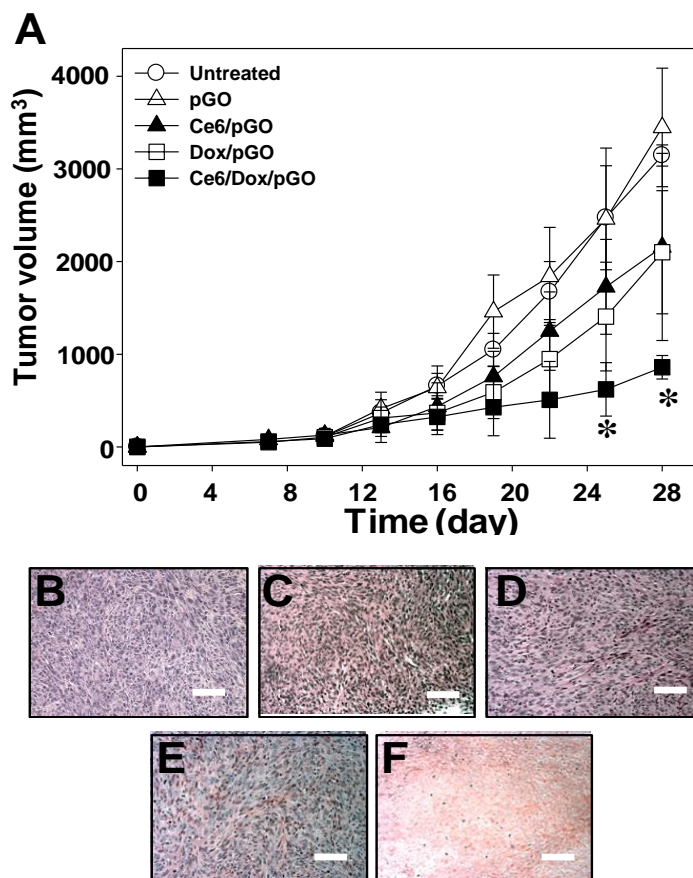 A
Tumor volume (mm³)
4000
3000
2000
1000
0
Untreated
pGO
Ce6/pGO
Dox/pGO
Ce6/Dox/pGO
*
*
0 4 8 12 16 20 24 28
Time (day)
B
C
D
E
F